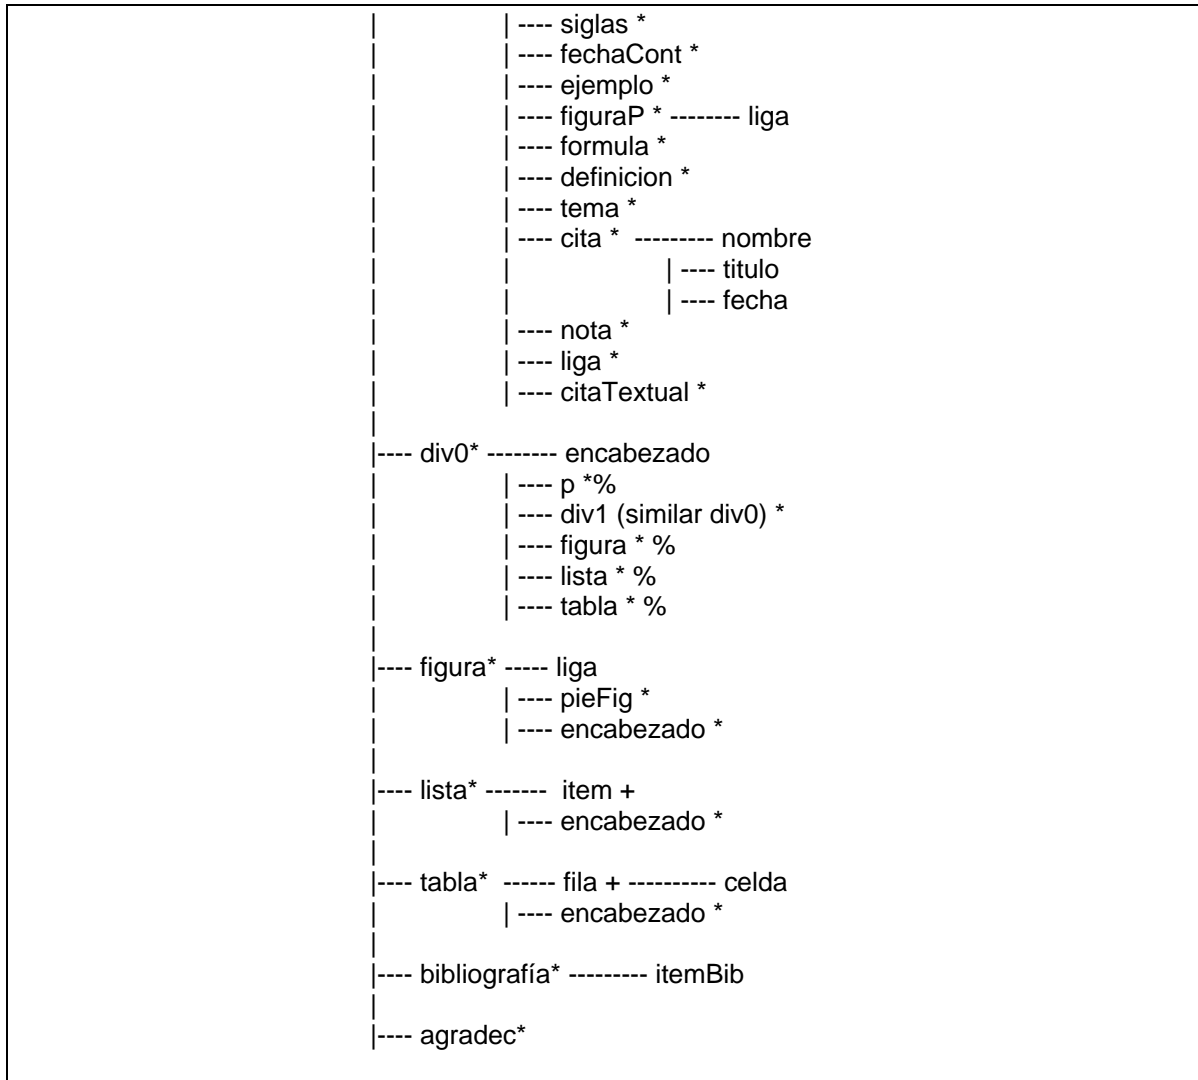 | | ---- siglas *
| | ---- fechaCont *
| | ---- ejemplo *
| | ---- figuraP * -------- liga
| | ---- formula *
| | ---- definicion *
| | ---- tema *
| | ---- cita * --------- nombre
| | | ---- titulo
| | | ---- fecha
| | ---- nota *
| | ---- liga *
| | ---- citaTextual *
|
|---- div0* -------- encabezado
| | ---- p *%
| | ---- div1 (similar div0) *
| | ---- figura * %
| | ---- lista * %
| | ---- tabla * %
|
|---- figura* ----- liga
| | ---- pieFig *
| | ---- encabezado *
|
|---- lista* ------- item +
| | ---- encabezado *
|
|---- tabla* ------ fila + ---------- celda
| | ---- encabezado *
|
|---- bibliografía* --------- itemBib
|
|---- agradec*